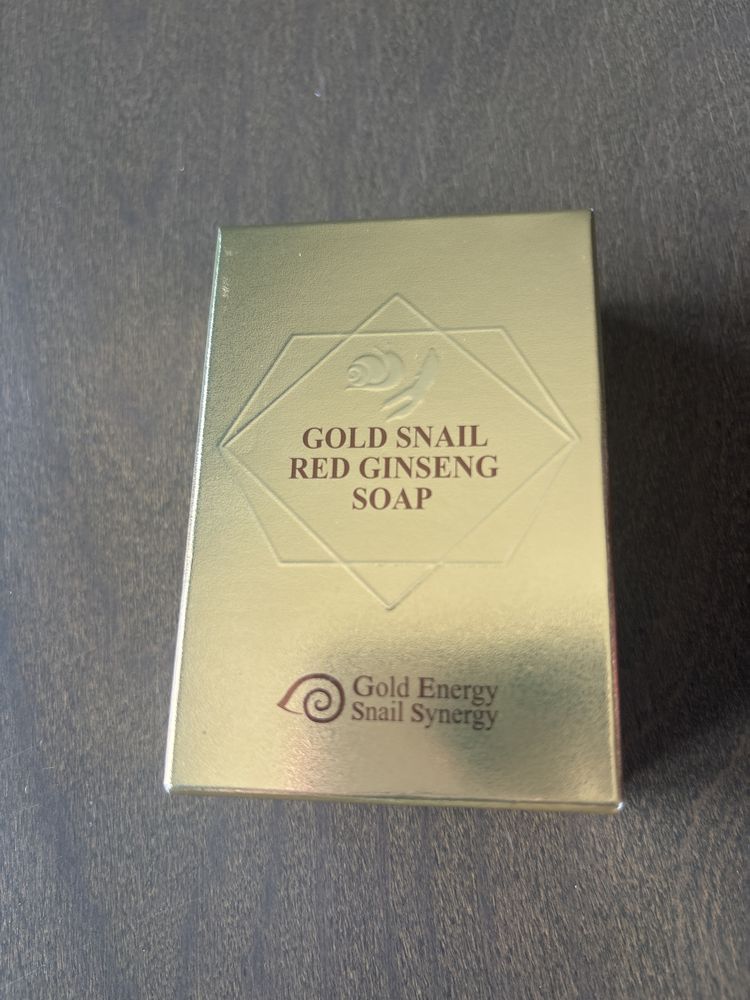 GOLD SNAIL
RED GINSENG
SOAP
Gold Energy
Snail Synergy